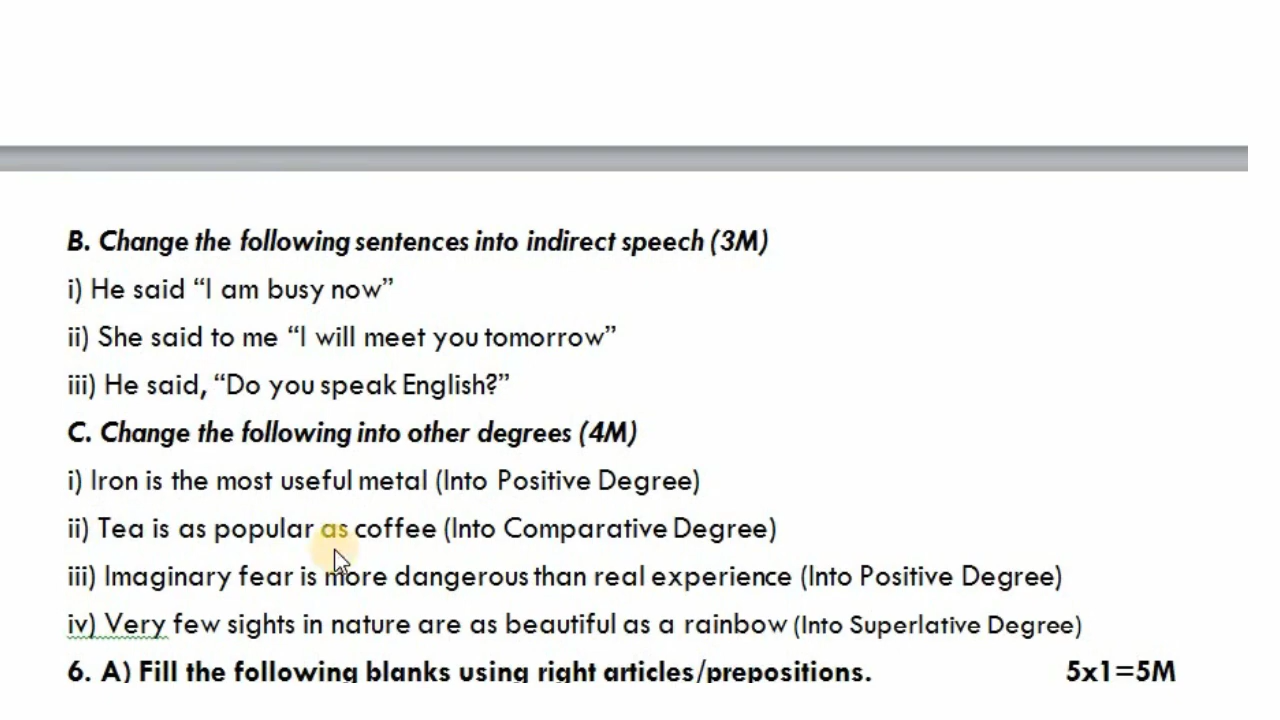 B. Change the following sentences into indirect speech (3M)
i) He said “I am busy now”
ii) She said to me “I will meet you tomorrow”
iii) He said, “Do you speak English?”
C. Change the following into other degrees (4M)
i) Iron is the most useful metal (Into Positive Degree)
ii) Tea is as popular as coffee (Into Comparative Degree)
iii) Imaginary fear is more dangerous than real experience (Into Positive Degree)
iv) Very few sights in nature are as beautiful as a rainbow (Into Superlative Degree)
6. A) Fill the following blanks using right articles/prepositions. 5x1=5M